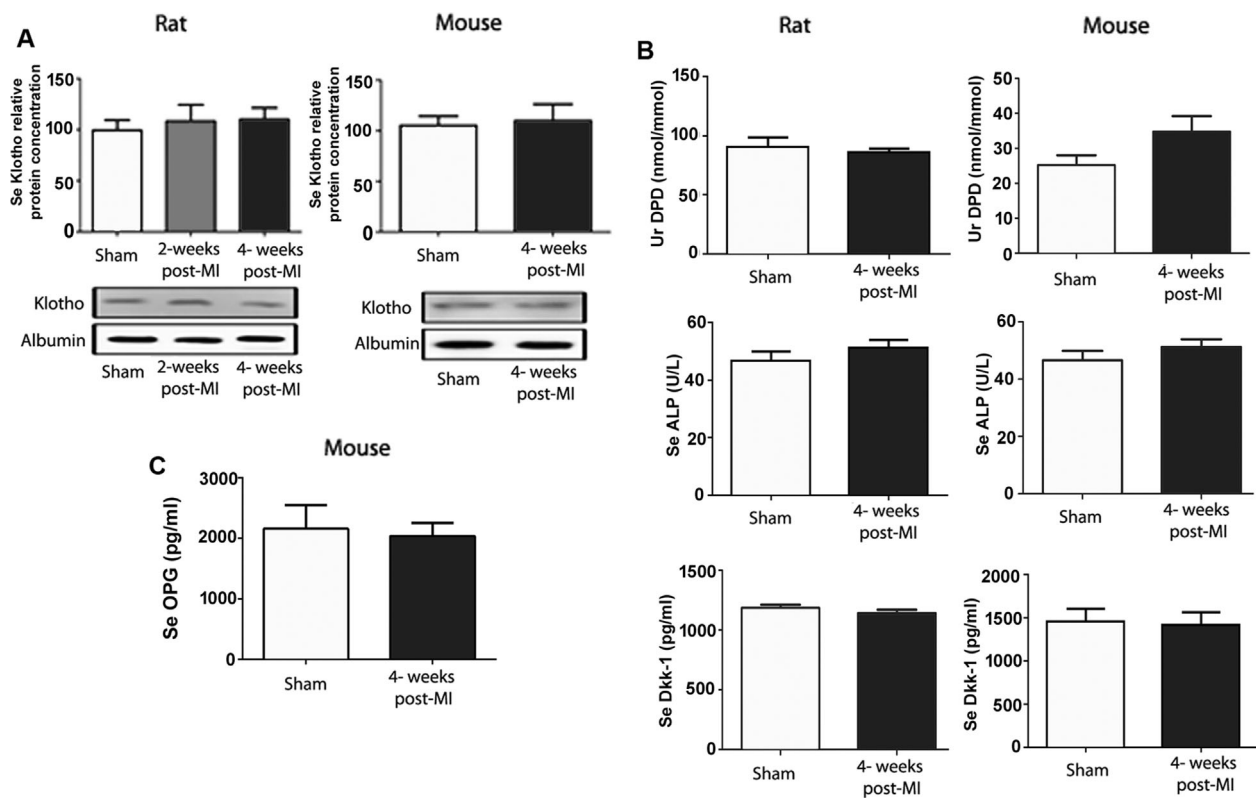 A
Rat
Mouse
Se Klotho relative
protein concentration
150
100
50
0
Sham
2-weeks
post-MI
4- weeks
post-MI
Se Klotho relative
protein concentration
150
100
50
0
Sham
4- weeks
post-MI
Klotho
Albumin
Sham
2-weeks
post-MI
4- weeks
post-MI
Klotho
Albumin
Sham
4- weeks
post-MI
B
Rat
Mouse
Ur DPD (nmol/mmol)
150
100
50
0
Sham
4- weeks
post-MI
Ur DPD (nmol/mmol)
50
40
30
20
10
0
Sham
4- weeks
post-MI
Se ALP (U/L)
60
40
20
0
Sham
4- weeks
post-MI
Se ALP (U/L)
60
40
20
0
Sham
4- weeks
post-MI
Se Dkk-1 (pg/ml)
1500
1000
500
0
Sham
4- weeks
post-MI
Se Dkk-1 (pg/ml)
2000
1500
1000
500
0
Sham
4- weeks
post-MI
C
Mouse
Se OPG (pg/ml)
3000
2000
1000
0
Sham
4- weeks
post-MI